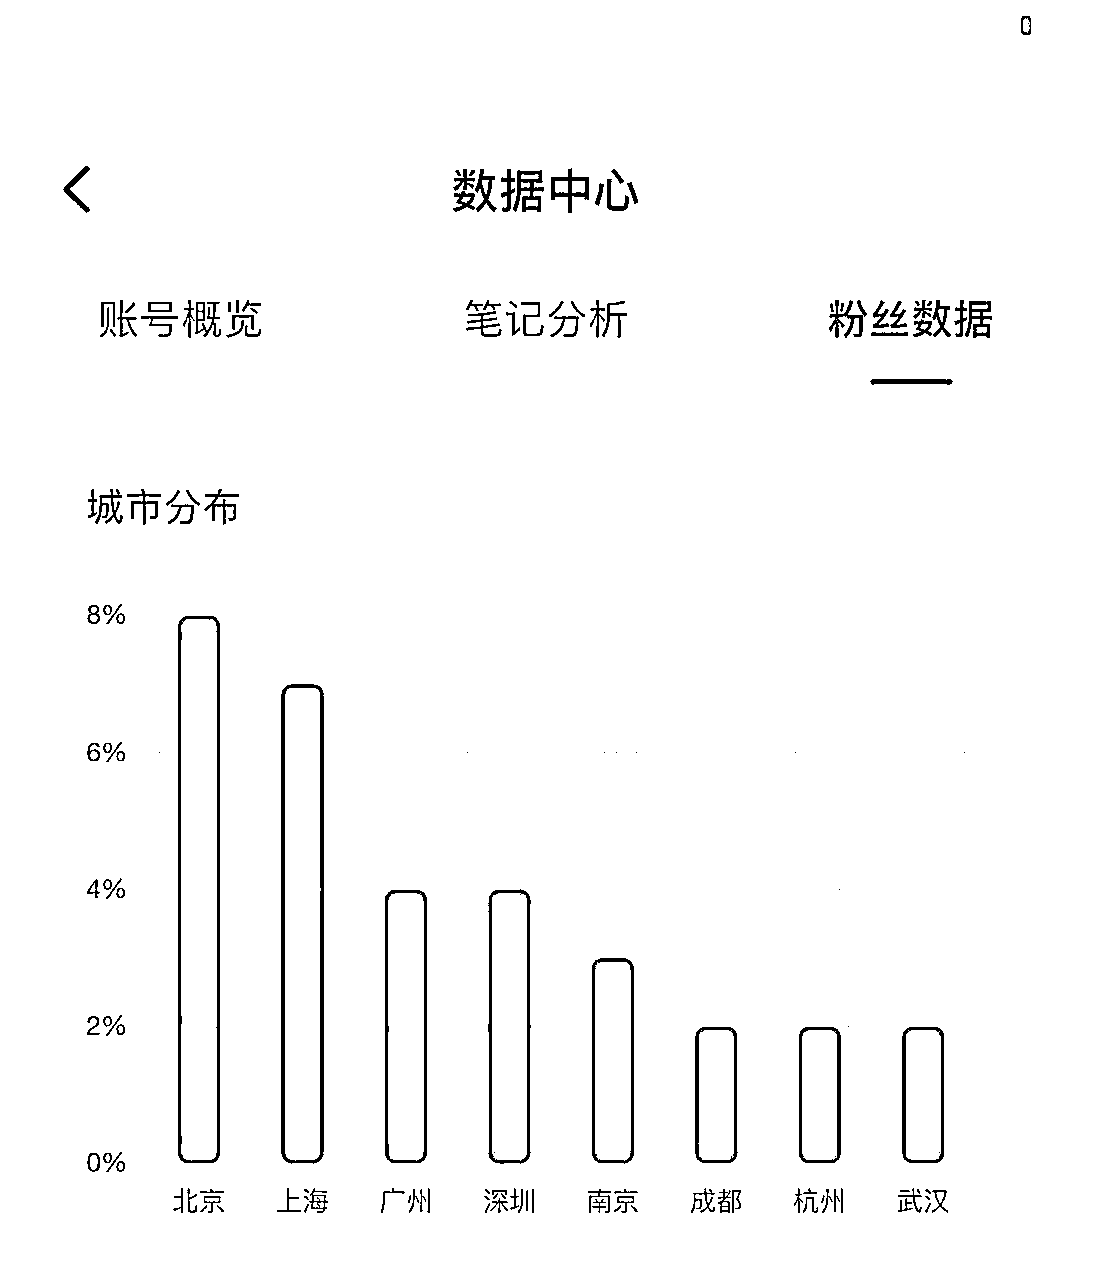 数据中心
账号概览 笔记分析 粉丝数据
城市分布
8%
6%
4%
2%
0%
北京 上海 广州 深圳 南京 成都 杭州 武汉